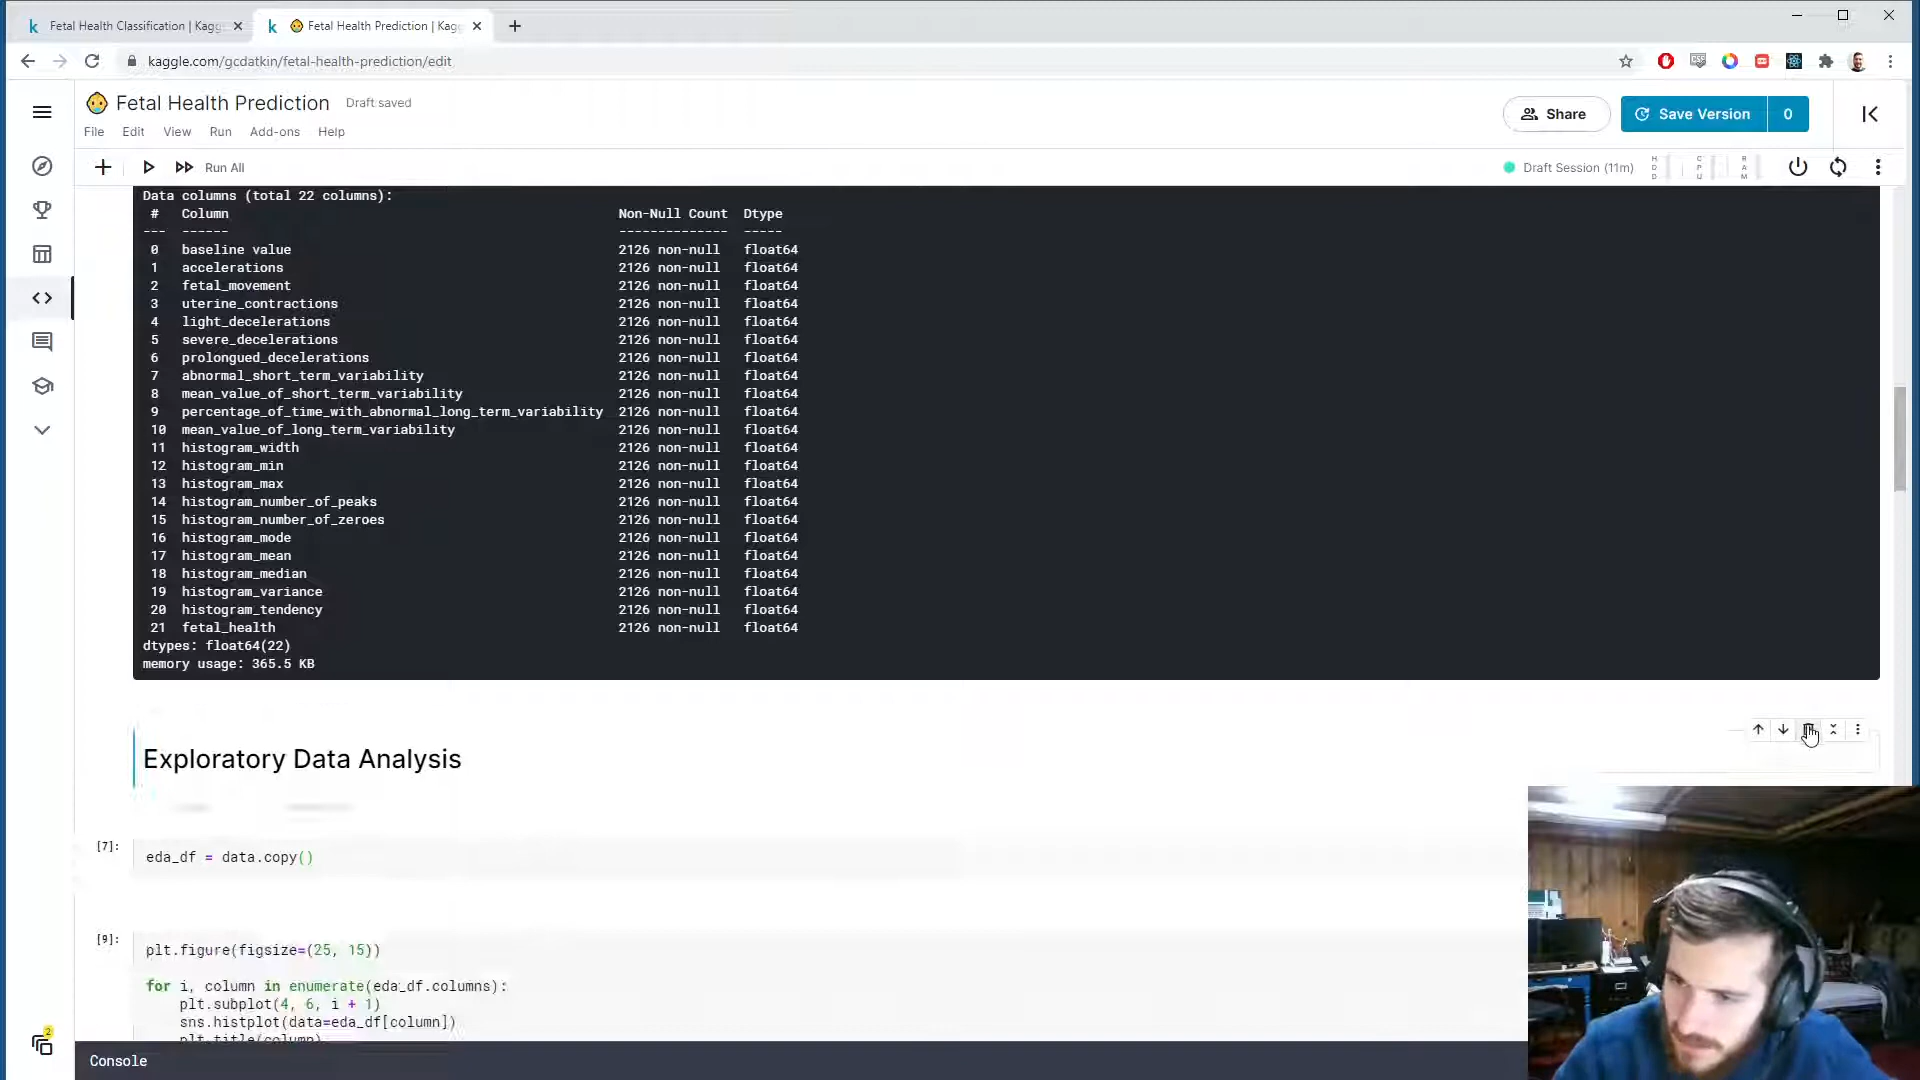 Fetal Health Classification | Kagg
Fetal Health Prediction | Kagg
kaggle.com/gcdatkin/fetal-health-prediction/edit
Fetal Health Prediction
Draft saved
Share
Save Version
0
File Edit View Run Add-ons Help
Run All
Draft Session (11m)
HDD
CPU
RAM
Data columns (total 22 columns):
# Column Non-Null Count Dtype
--- ------ -------------- -----
0 baseline value 2126 non-null float64
1 accelerations 2126 non-null float64
2 fetal_movement 2126 non-null float64
3 uterine_contractions 2126 non-null float64
4 light_decelerations 2126 non-null float64
5 severe_decelerations 2126 non-null float64
6 prolongued_decelerations 2126 non-null float64
7 abnormal_short_term_variability 2126 non-null float64
8 mean_value_of_short_term_variability 2126 non-null float64
9 percentage_of_time_with_abnormal_long_term_variability 2126 non-null float64
10 mean_value_of_long_term_variability 2126 non-null float64
11 histogram_width 2126 non-null float64
12 histogram_min 2126 non-null float64
13 histogram_max 2126 non-null float64
14 histogram_number_of_peaks 2126 non-null float64
15 histogram_number_of_zeroes 2126 non-null float64
16 histogram_mode 2126 non-null float64
17 histogram_mean 2126 non-null float64
18 histogram_median 2126 non-null float64
19 histogram_variance 2126 non-null float64
20 histogram_tendency 2126 non-null float64
21 fetal_health 2126 non-null float64
dtypes: float64(22)
memory usage: 365.5 KB
Exploratory Data Analysis
[7]:
eda_df = data.copy()
[9]:
plt.figure(figsize=(25, 15))
for i, column in enumerate(eda_df.columns):
plt.subplot(4, 6, i + 1)
sns.histplot(data=eda_df[column])
plt.title(column)
2
Console